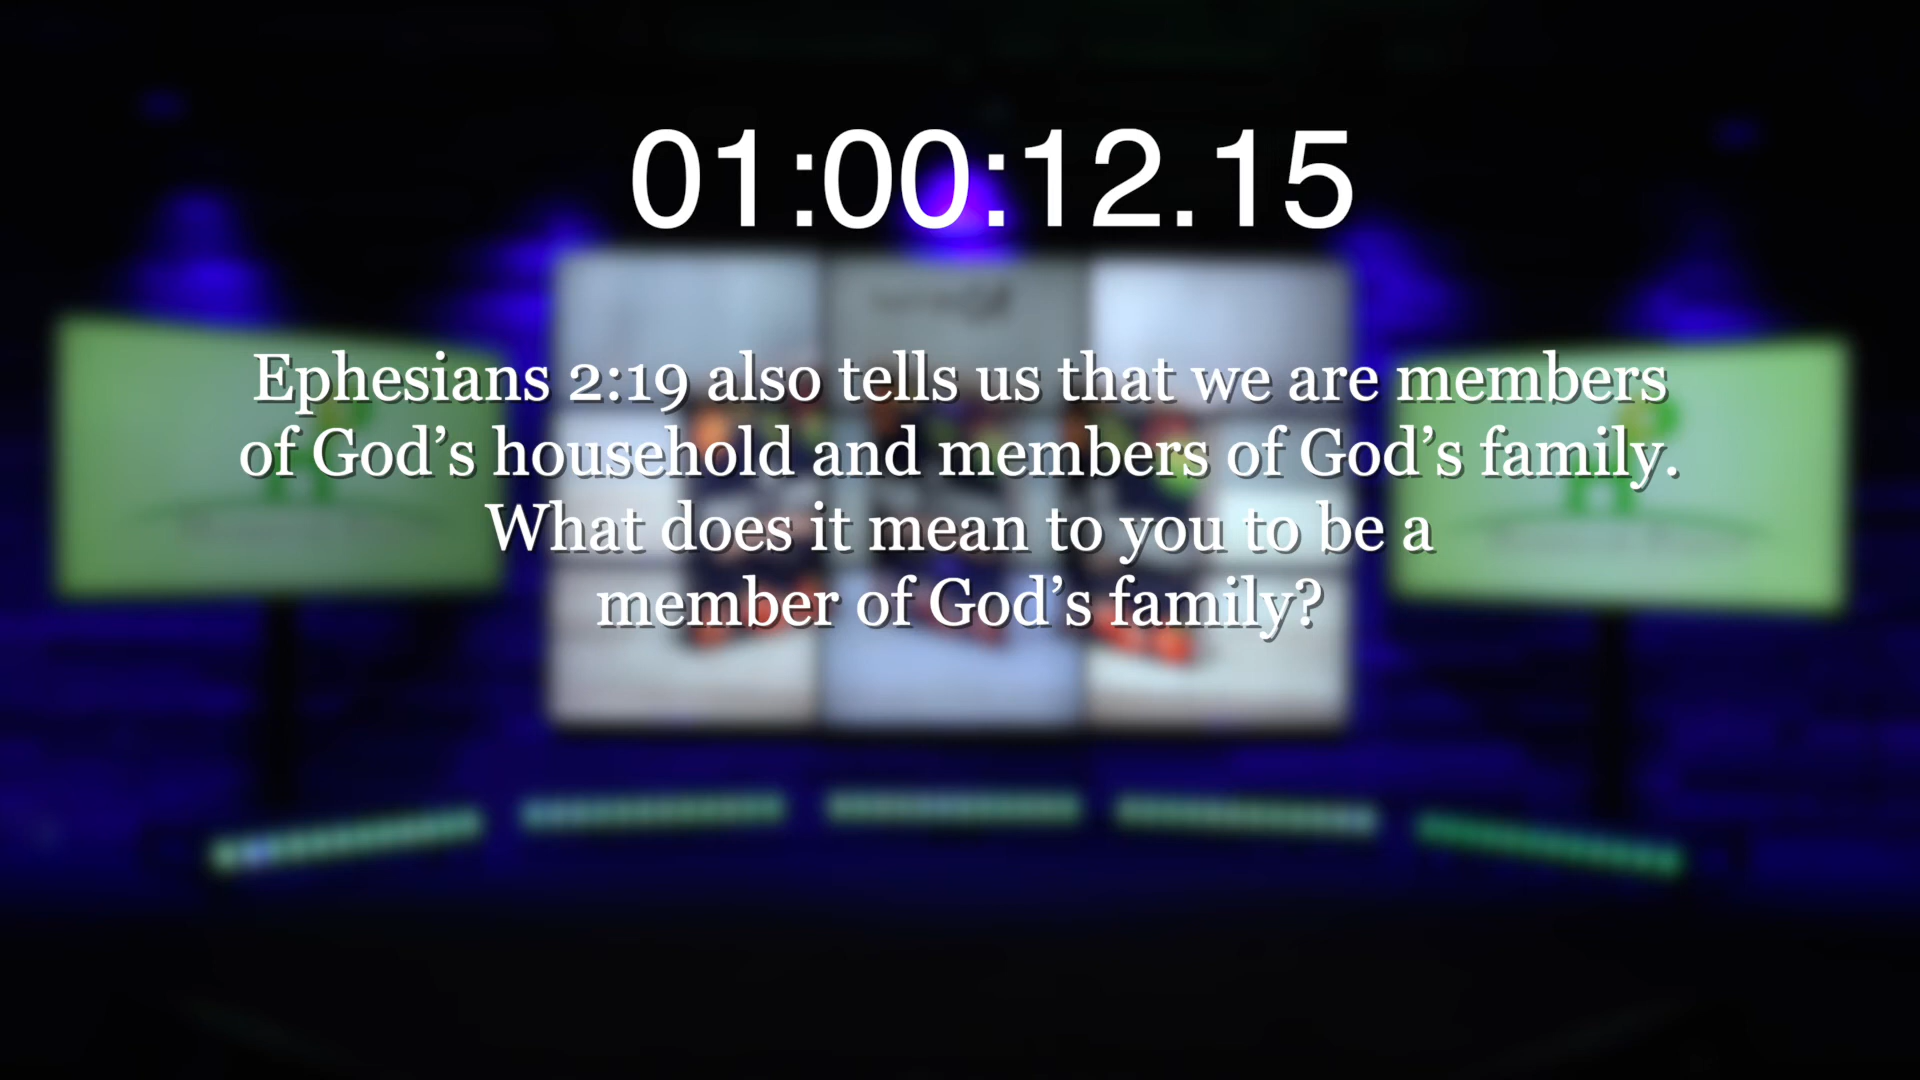 01:00:12.15
Ephesians 2:19 also tells us that we are members
of God’s household and members of God’s family.
What does it mean to you to be a
member of God’s family?